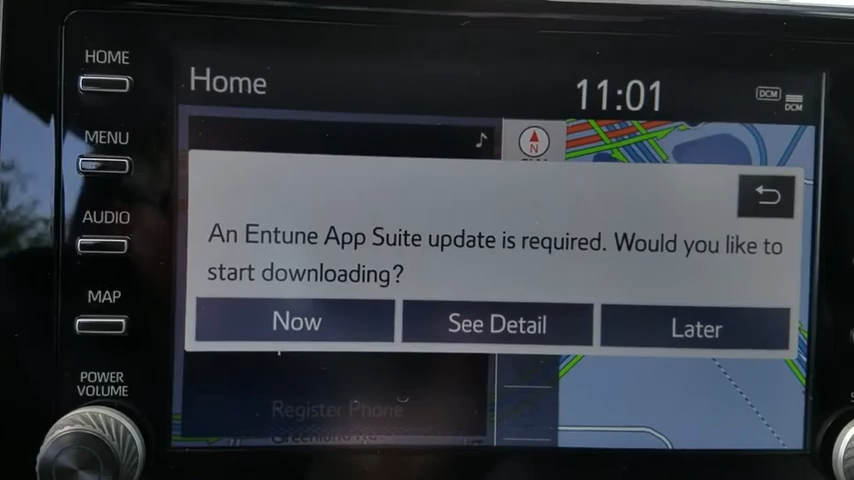 HOME
Home
11:01
DCM
DCM
MENU
N
AUDIO
An Entune App Suite update is required. Would you like to
start downloading?
MAP
Now
See Detail
Later
POWER
VOLUME
Register Phone